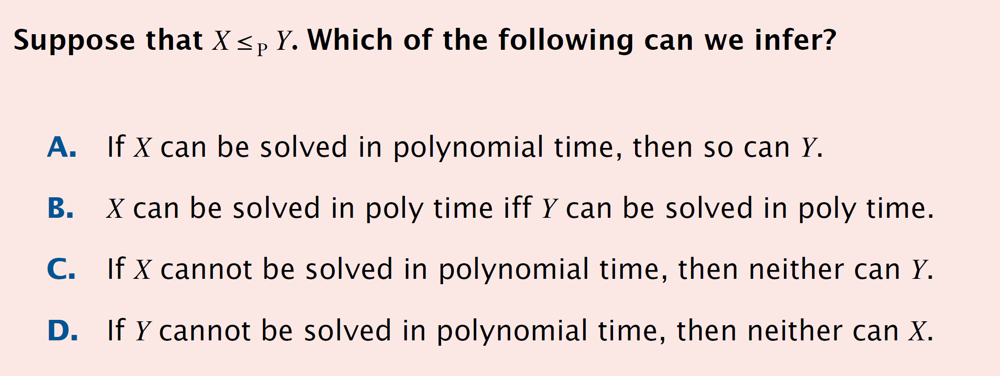 Suppose that X ≤ P Y. Which of the following can we infer?
A. If X can be solved in polynomial time, then so can Y.
B. X can be solved in poly time iff Y can be solved in poly time.
C. If X cannot be solved in polynomial time, then neither can Y.
D. If Y cannot be solved in polynomial time, then neither can X.